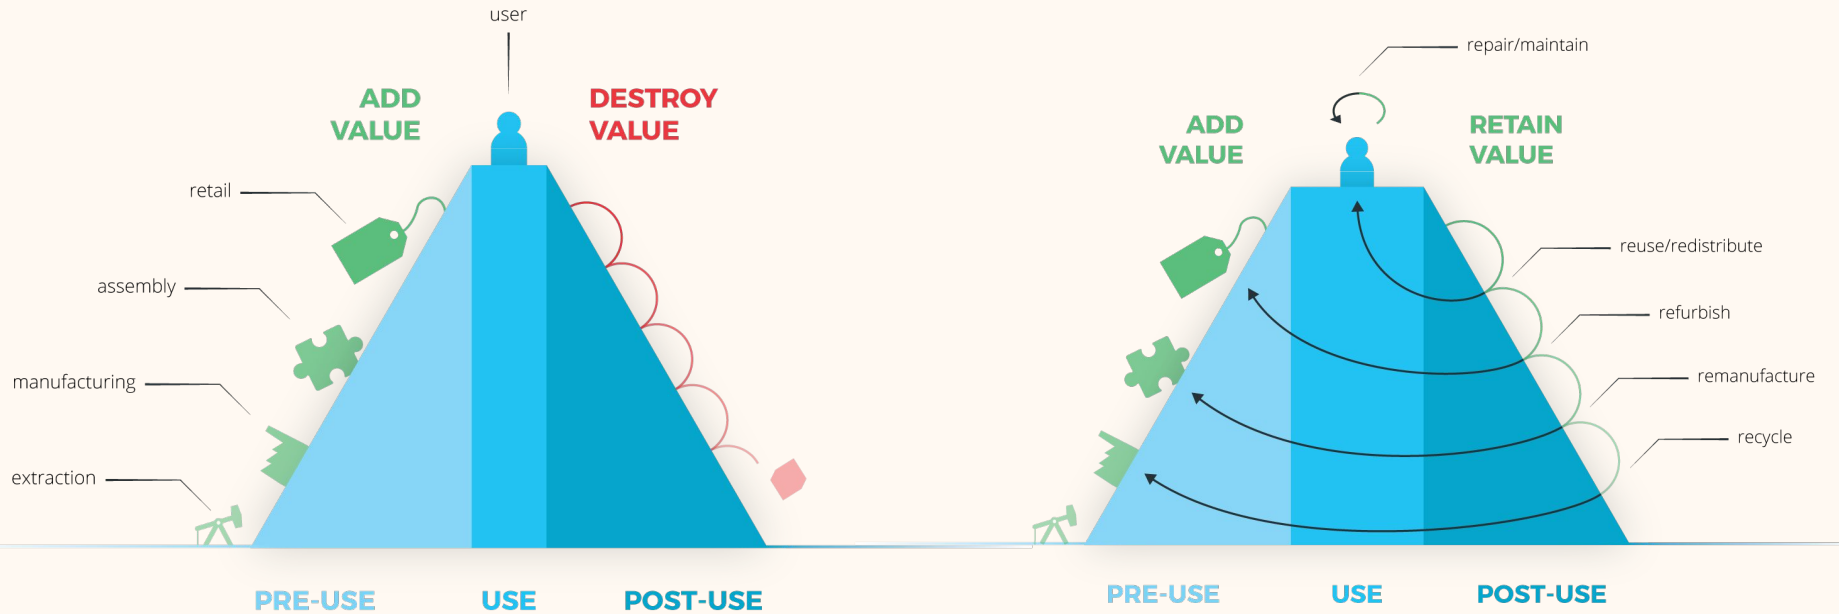 user
ADD
VALUE
DESTROY
VALUE
retail
assembly
manufacturing
extraction
PRE-USE
USE
POST-USE
repair/maintain
ADD
VALUE
RETAIN
VALUE
reuse/redistribute
refurbish
remanufacture
recycle
PRE-USE
USE
POST-USE